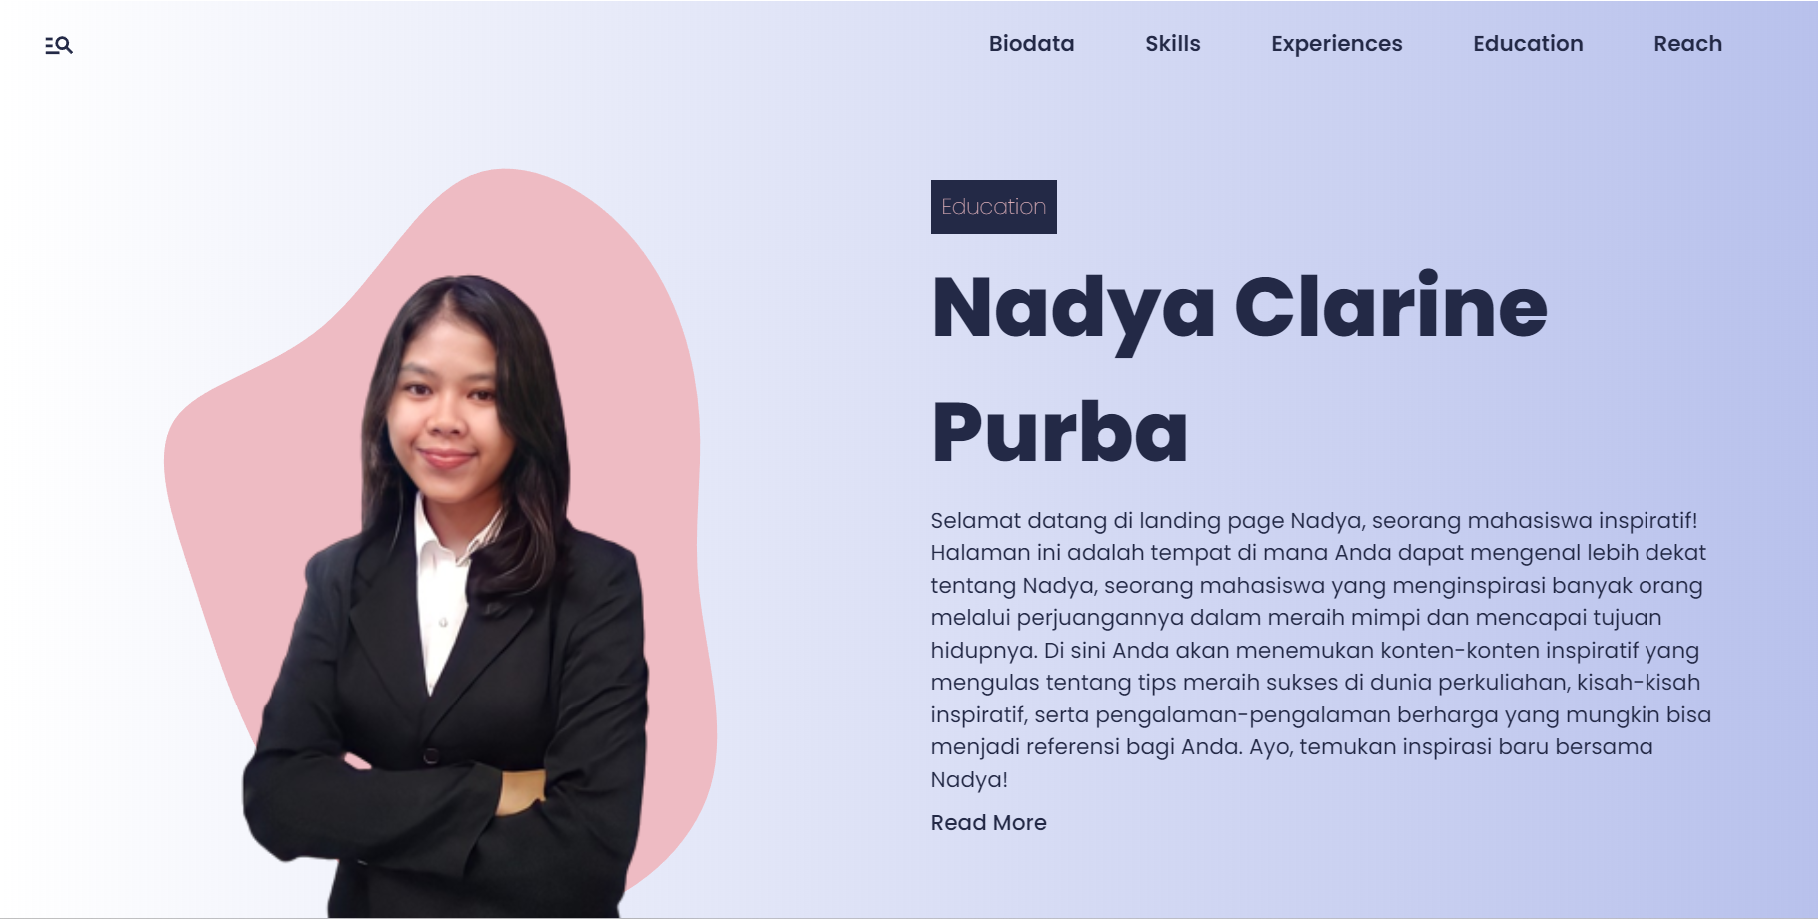 Biodata Skills Experiences Education Reach
Education
Nadya Clarine
Purba
Selamat datang di landing page Nadya, seorang mahasiswa inspiratif!
Halaman ini adalah tempat di mana Anda dapat mengenal lebih dekat
tentang Nadya, seorang mahasiswa yang menginspirasi banyak orang
melalui perjuangannya dalam meraih mimpi dan mencapai tujuan
hidupnya. Di sini Anda akan menemukan konten-konten inspiratif yang
mengulas tentang tips meraih sukses di dunia perkuliahan, kisah-kisah
inspiratif, serta pengalaman-pengalaman berharga yang mungkin bisa
menjadi referensi bagi Anda. Ayo, temukan inspirasi baru bersama
Nadya!
Read More